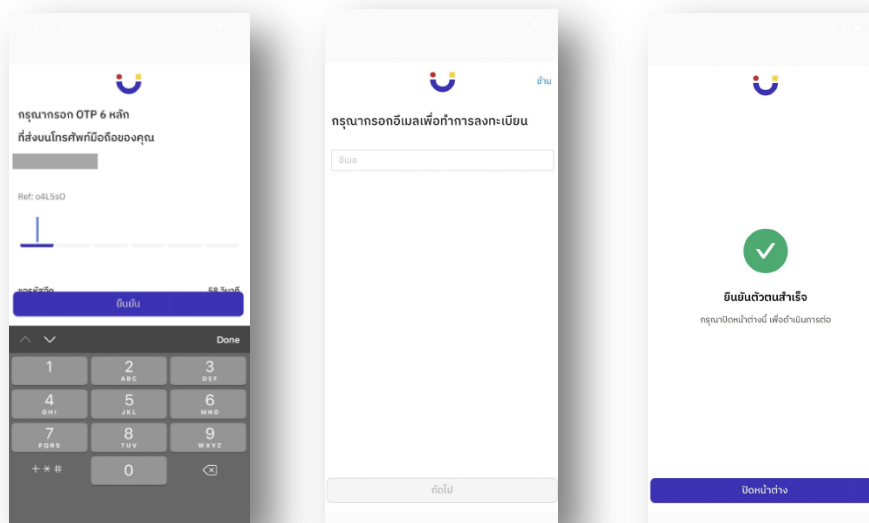 กรุณากรอก OTP 6 หลัก
ที่ส่งบนโทรศัพท์มือถือของคุณ
Ref: o4L5sO
ขอรหัสอีก 58 วินาที
ยืนยัน
Done
1
2 ABC
3 DEF
4 GHI
5 JKL
6 MNO
7 PQRS
8 TUV
9 WXYZ
+*#
0
ข้าม
กรุณากรอกอีเมลเพื่อทำการลงทะเบียน
อีเมล
ถัดไป
ยืนยันตัวตนสำเร็จ
กรุณาปิดหน้าต่างนี้ เพื่อดำเนินการต่อ
ปิดหน้าต่าง